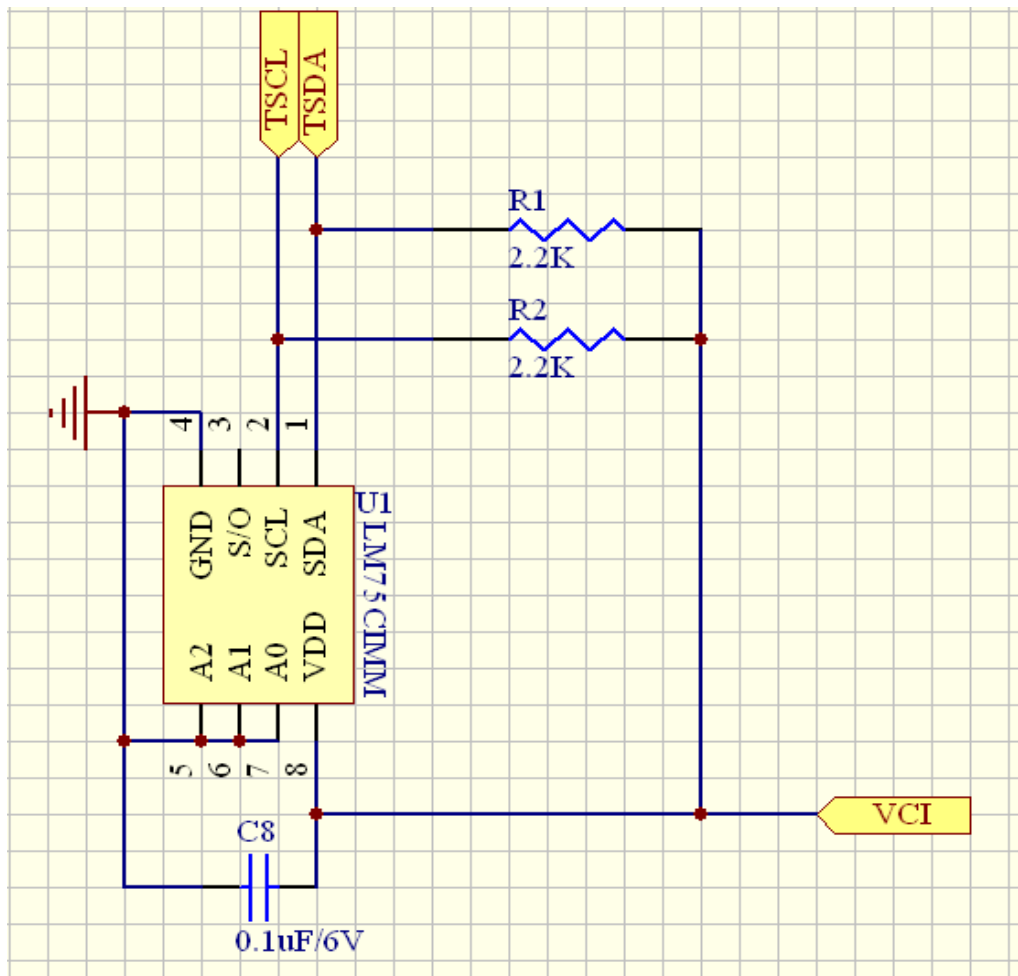 TSCL
TSDA
R1
2.2K
R2
2.2K
4
3
2
1
U1
LM75CIMM
GND
S/O
SCL
SDA
A2
A1
A0
VDD
5
6
7
8
VCI
C8
0.1uF/6V